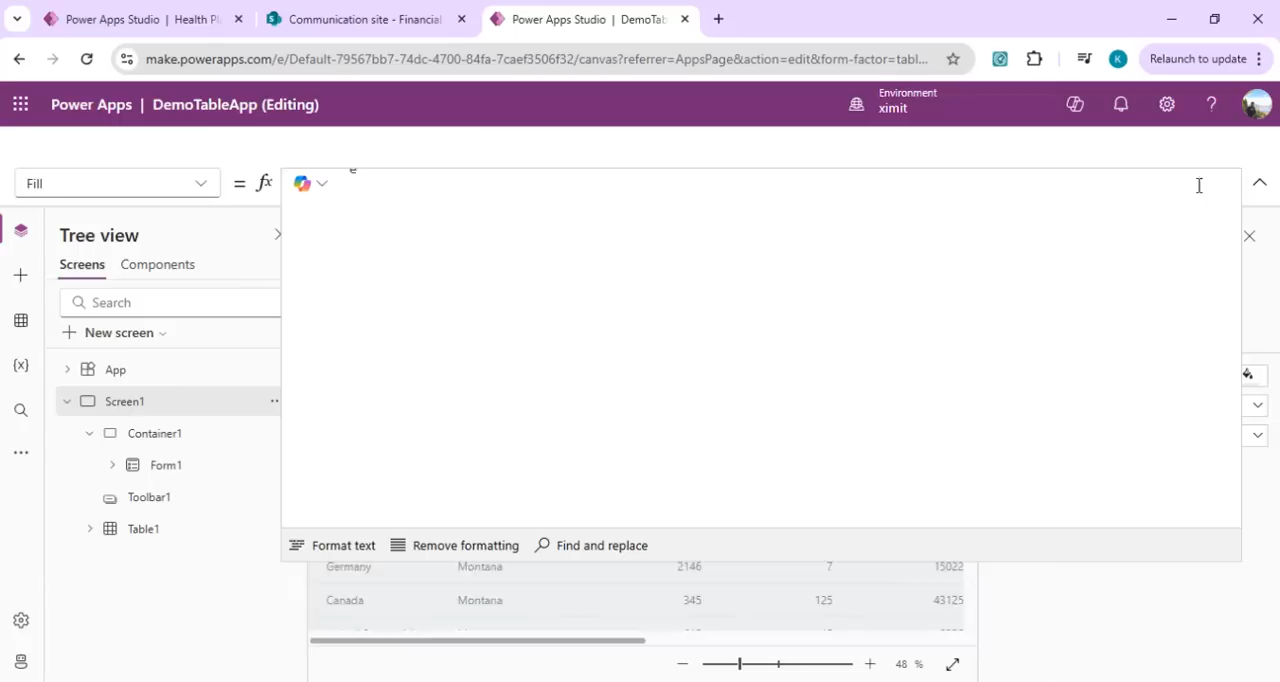 Power Apps Studio | Health Pl
Communication site - Financial
Power Apps Studio | DemoTab
make.powerapps.com/e/Default-79567bb7-74dc-4700-84fa-7caef3506f32/canvas?referrer=AppsPage&action=edit&form-factor=tabl...
K
Relaunch to update
Power Apps | DemoTableApp (Editing)
Environment
ximit
Fill
= fx
e
Tree view
Screens Components
Search
New screen
App
Screen1
Container1
Form1
Toolbar1
Table1
Format text Remove formatting Find and replace
Germany Montana 2146 7 15022
Canada Montana 345 125 43125
48 %